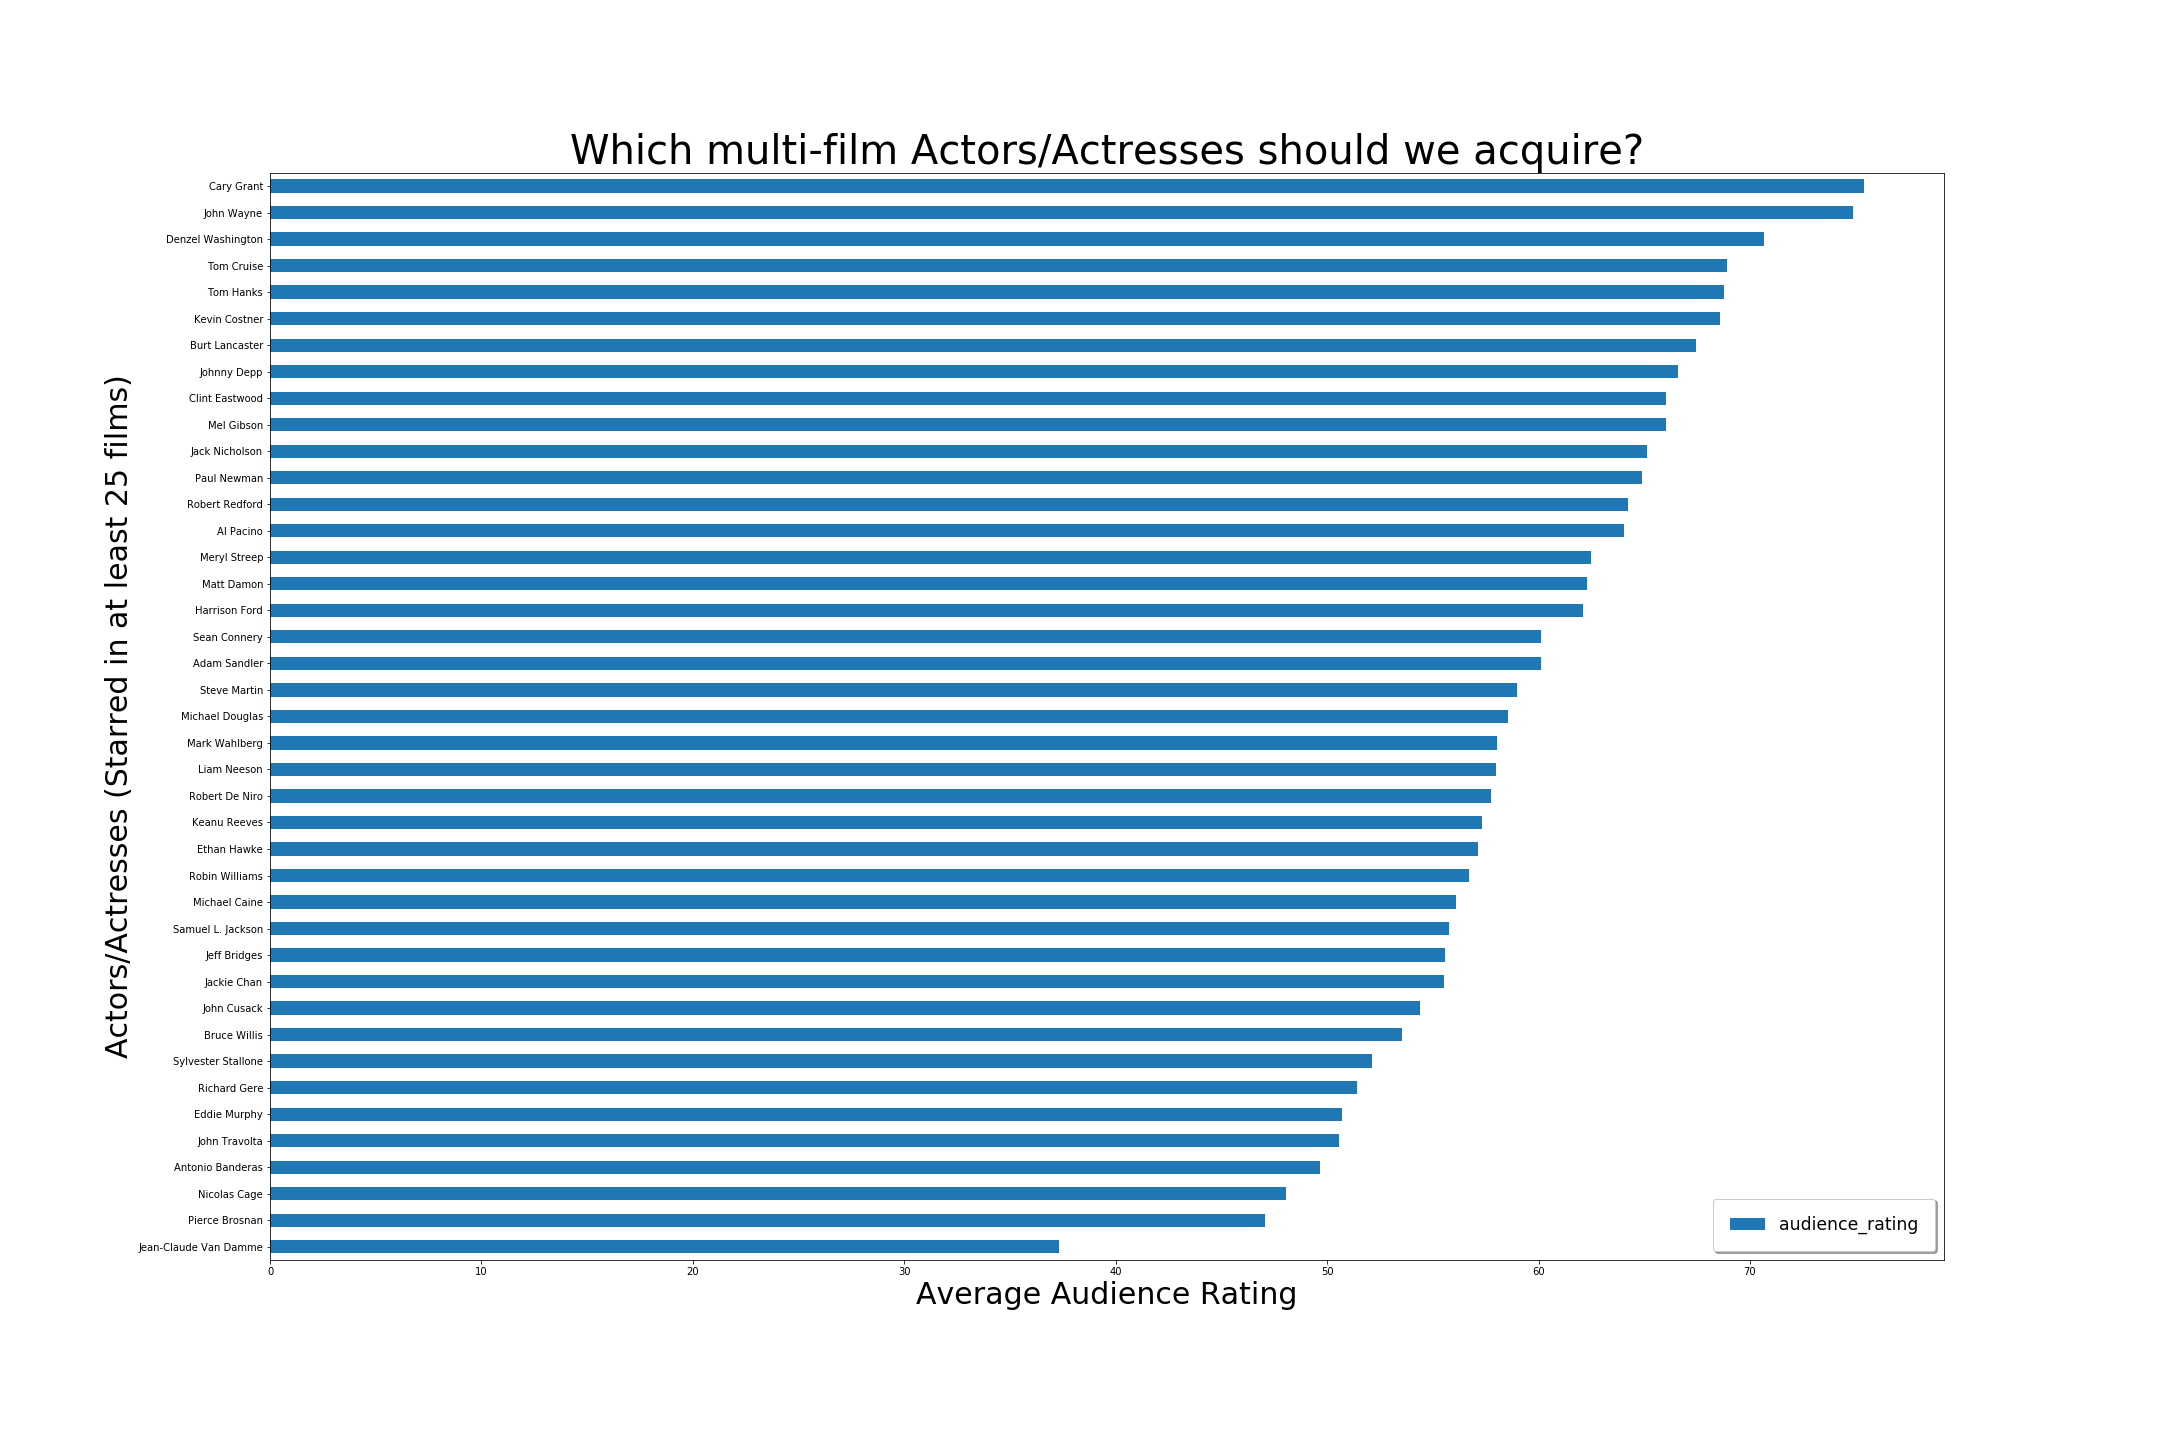 Which multi-film Actors/Actresses should we acquire?
Actors/Actresses (Starred in at least 25 films)
Cary Grant
John Wayne
Denzel Washington
Tom Cruise
Tom Hanks
Kevin Costner
Burt Lancaster
Johnny Depp
Clint Eastwood
Mel Gibson
Jack Nicholson
Paul Newman
Robert Redford
Al Pacino
Meryl Streep
Matt Damon
Harrison Ford
Sean Connery
Adam Sandler
Steve Martin
Michael Douglas
Mark Wahlberg
Liam Neeson
Robert De Niro
Keanu Reeves
Ethan Hawke
Robin Williams
Michael Caine
Samuel L. Jackson
Jeff Bridges
Jackie Chan
John Cusack
Bruce Willis
Sylvester Stallone
Richard Gere
Eddie Murphy
John Travolta
Antonio Banderas
Nicolas Cage
Pierce Brosnan
Jean-Claude Van Damme
audience_rating
0 10 20 30 40 50 60 70
Average Audience Rating